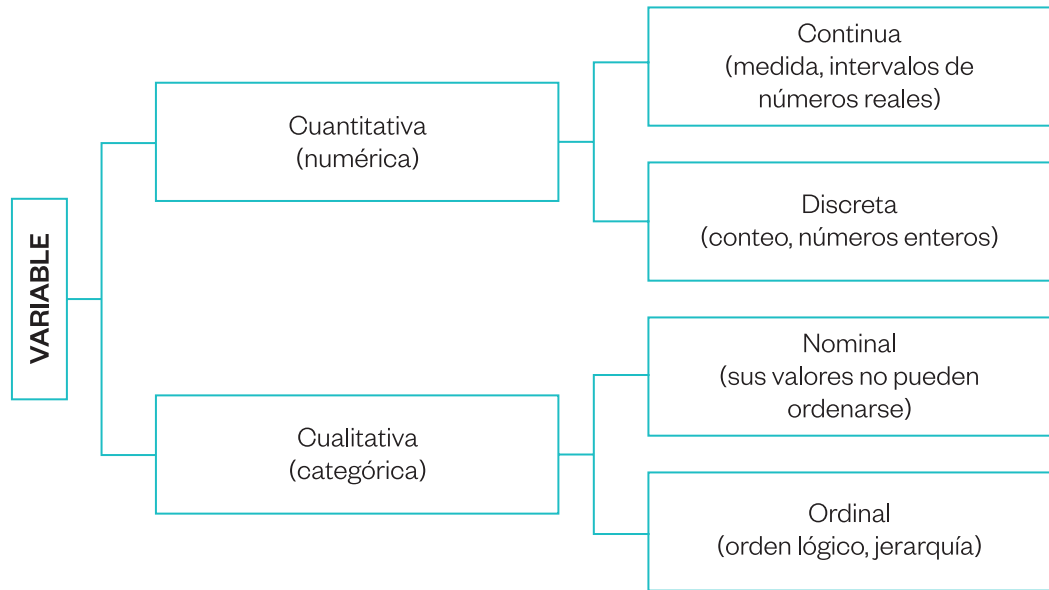 VARIABLE
Cuantitativa
(numérica)
Continua
(medida, intervalos de
números reales)
Discreta
(conteo, números enteros)
Cualitativa
(categórica)
Nominal
(sus valores no pueden
ordenarse)
Ordinal
(orden lógico, jerarquía)